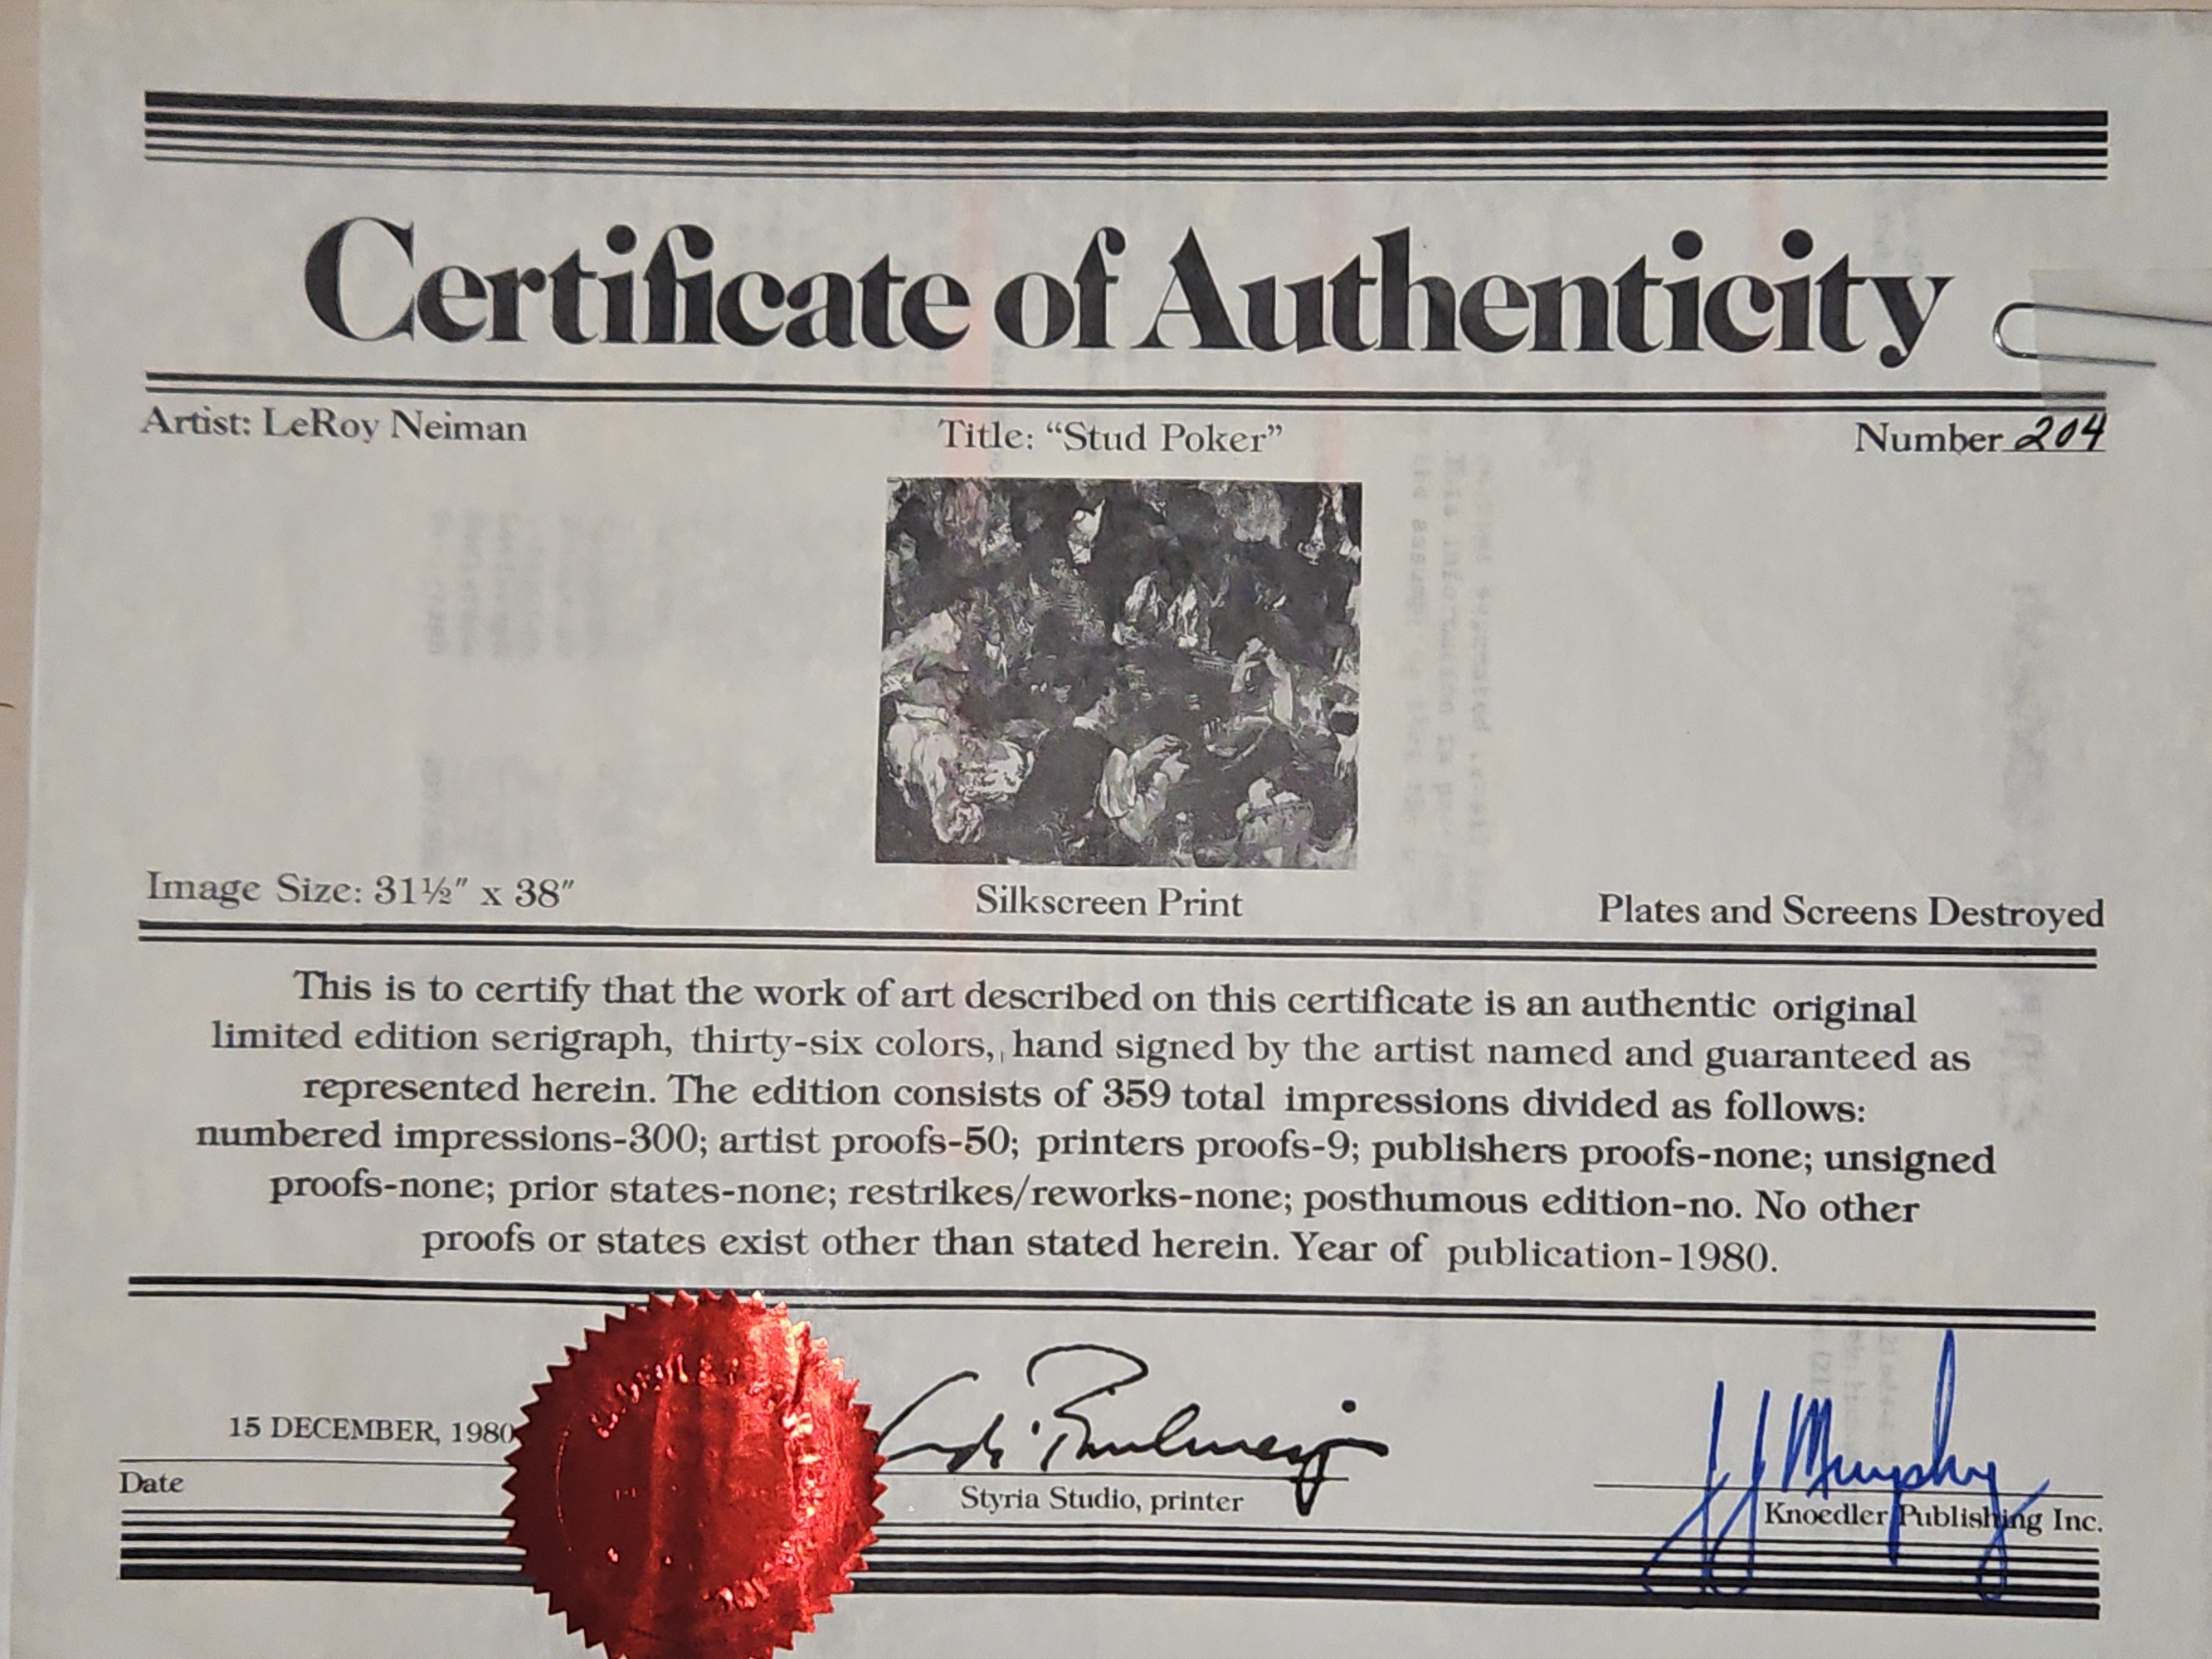 Certificate of Authenticity
Artist: LeRoy Neiman
Title: “Stud Poker”
Number 204
Image Size: 31½″ x 38″
Silkscreen Print
Plates and Screens Destroyed
This is to certify that the work of art described on this certificate is an authentic original
limited edition serigraph, thirty-six colors, hand signed by the artist named and guaranteed as
represented herein. The edition consists of 359 total impressions divided as follows:
numbered impressions-300; artist proofs-50; printers proofs-9; publishers proofs-none; unsigned
proofs-none; prior states-none; restrikes/reworks-none; posthumous edition-no. No other
proofs or states exist other than stated herein. Year of publication-1980.
15 DECEMBER, 1980
Date
Styria Studio, printer
JJ Murphy
Knoedler Publishing Inc.